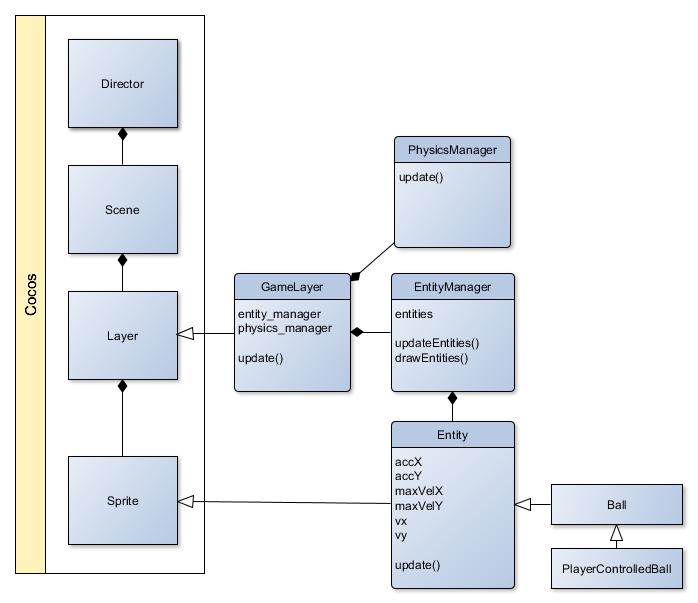 Cocos
Director
Scene
Layer
Sprite
GameLayer
entity_manager
physics_manager
update()
PhysicsManager
update()
EntityManager
entities
updateEntities()
drawEntities()
Entity
accX
accY
maxVelX
maxVelY
vx
vy
update()
Ball
PlayerControlledBall